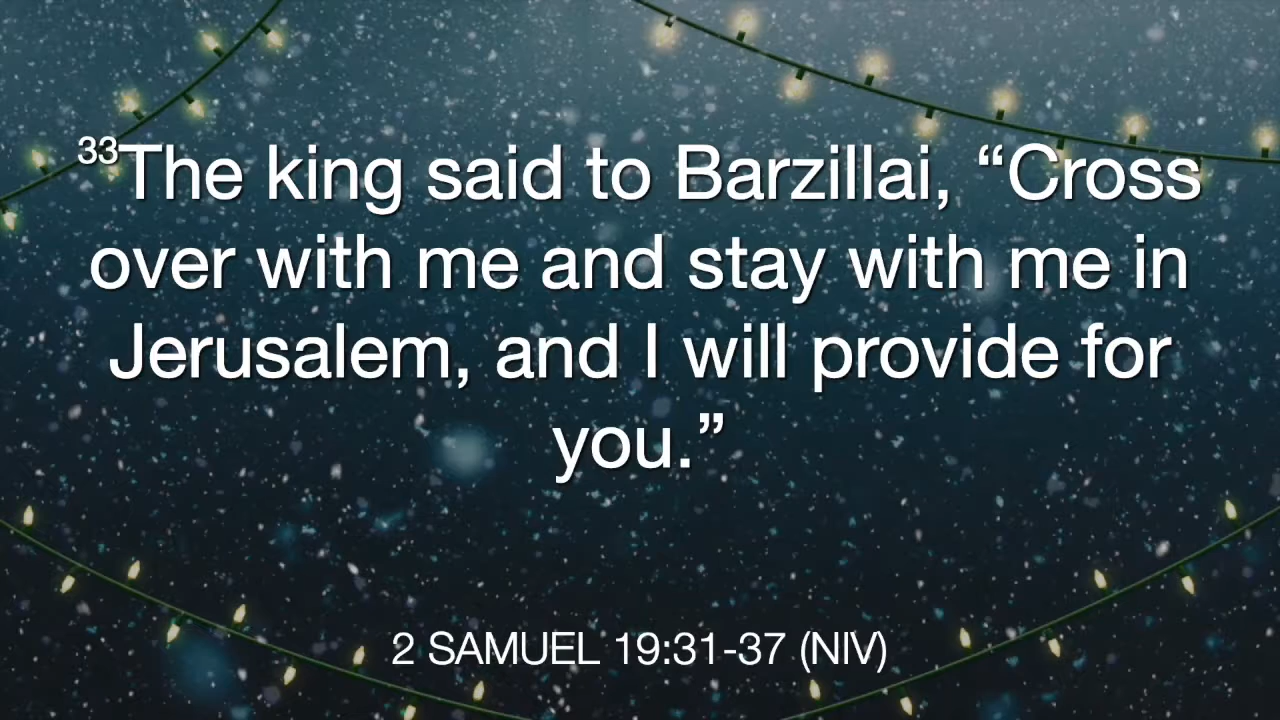 33The king said to Barzillai, “Cross
over with me and stay with me in
Jerusalem, and I will provide for
you.”
2 SAMUEL 19:31-37 (NIV)